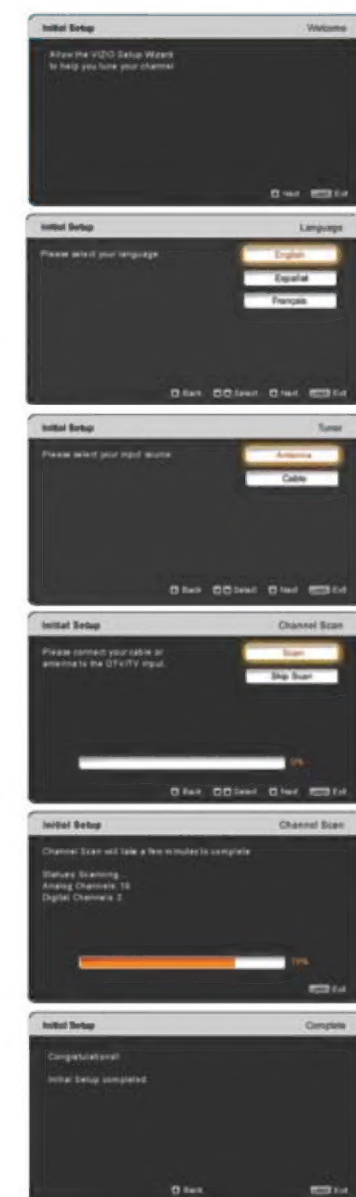 Initial Setup Welcome
Allow the VIZIO Setup Wizard
to help you tune your channel
Next Exit
Initial Setup Language
Please select your language
English
Español
Français
Back Select Next Exit
Initial Setup Tuner
Please select your input source
Antenna
Cable
Back Select Next Exit
Initial Setup Channel Scan
Please connect your cable or
antenna to the DTV/TV input.
Scan
Skip Scan
0%
Back Select Next Exit
Initial Setup Channel Scan
Channel Scan will take a few minutes to complete
Status: Scanning...
Analog Channels:
Digital Channels: 2
Exit
Initial Setup Complete
Congratulations!
Initial Setup completed
Back Exit